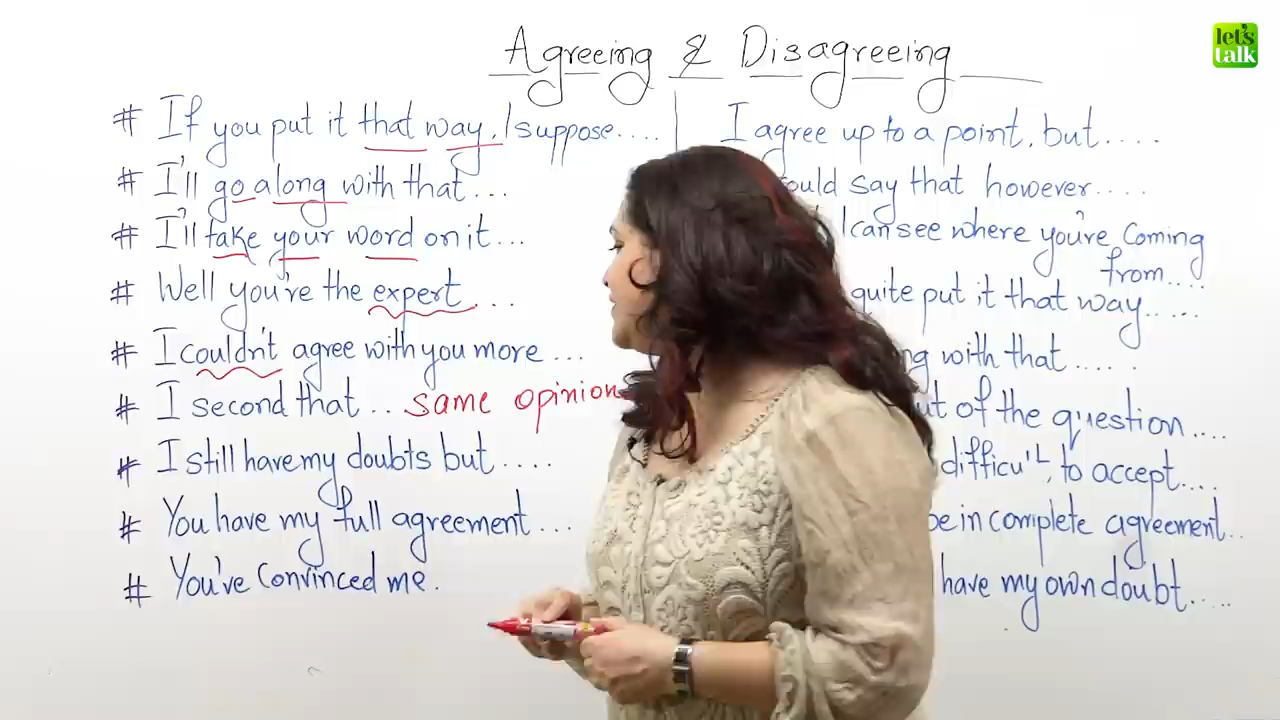 let's
talk
Agreeing & Disagreeing
# If you put it that way, I suppose....
# I'll go along with that...
# I'll take your word on it...
# Well you're the expert...
# I couldn't agree with you more...
# I second that.. same opinion
# I still have my doubts but....
# You have my full agreement...
# You've convinced me.
I agree up to a point, but....
say that however....
I can see where you're coming
from....
quite put it that way.....
with that.....
of the question....
difficult to accept....
in complete agreement..
have my own doubt.....